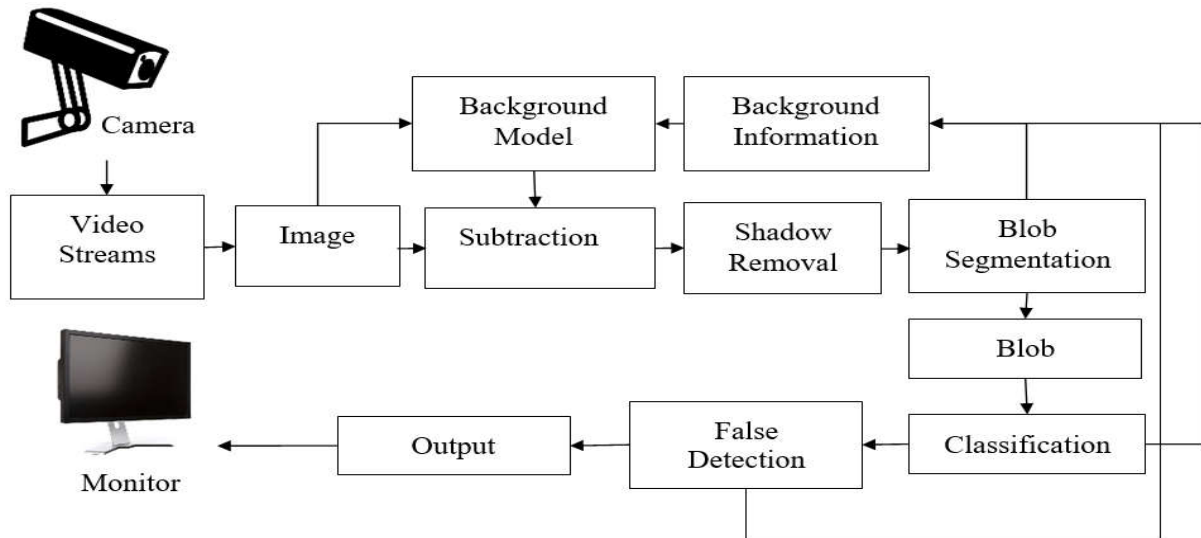 Camera
Background
Model
Background
Information
Video
Streams
Image
Subtraction
Shadow
Removal
Blob
Segmentation
Blob
Classification
False
Detection
Output
Monitor